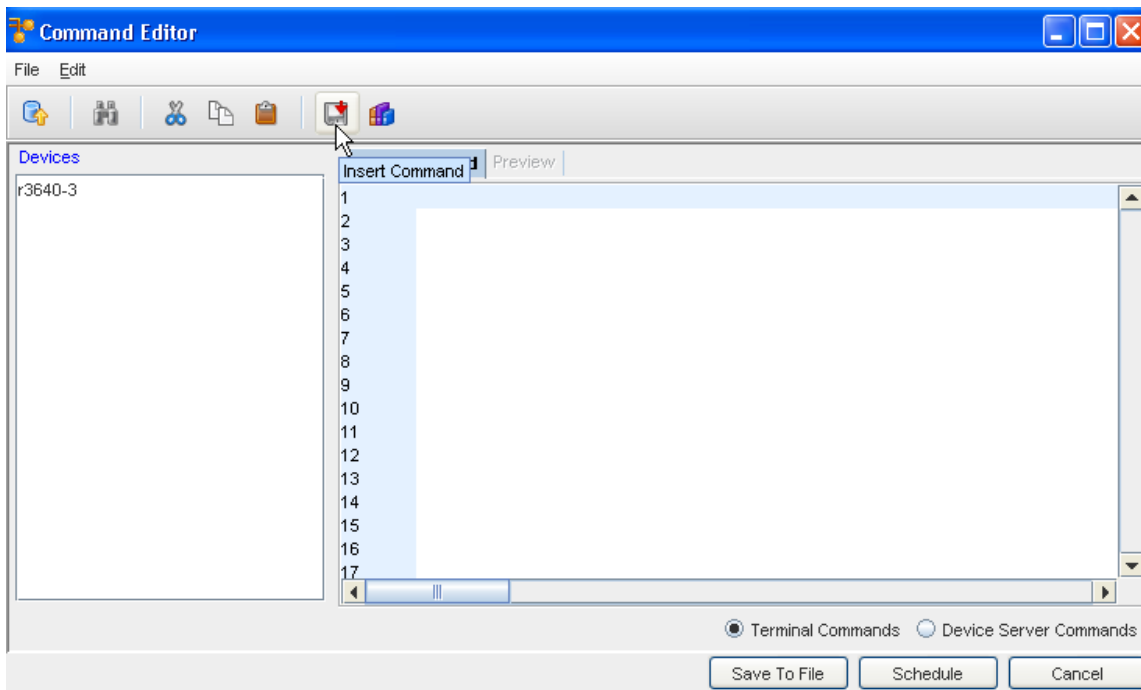 Command Editor
File Edit
Devices
r3640-3
Insert Command
Preview
1
2
3
4
5
6
7
8
9
10
11
12
13
14
15
16
17
Terminal Commands Device Server Commands
Save To File Schedule Cancel